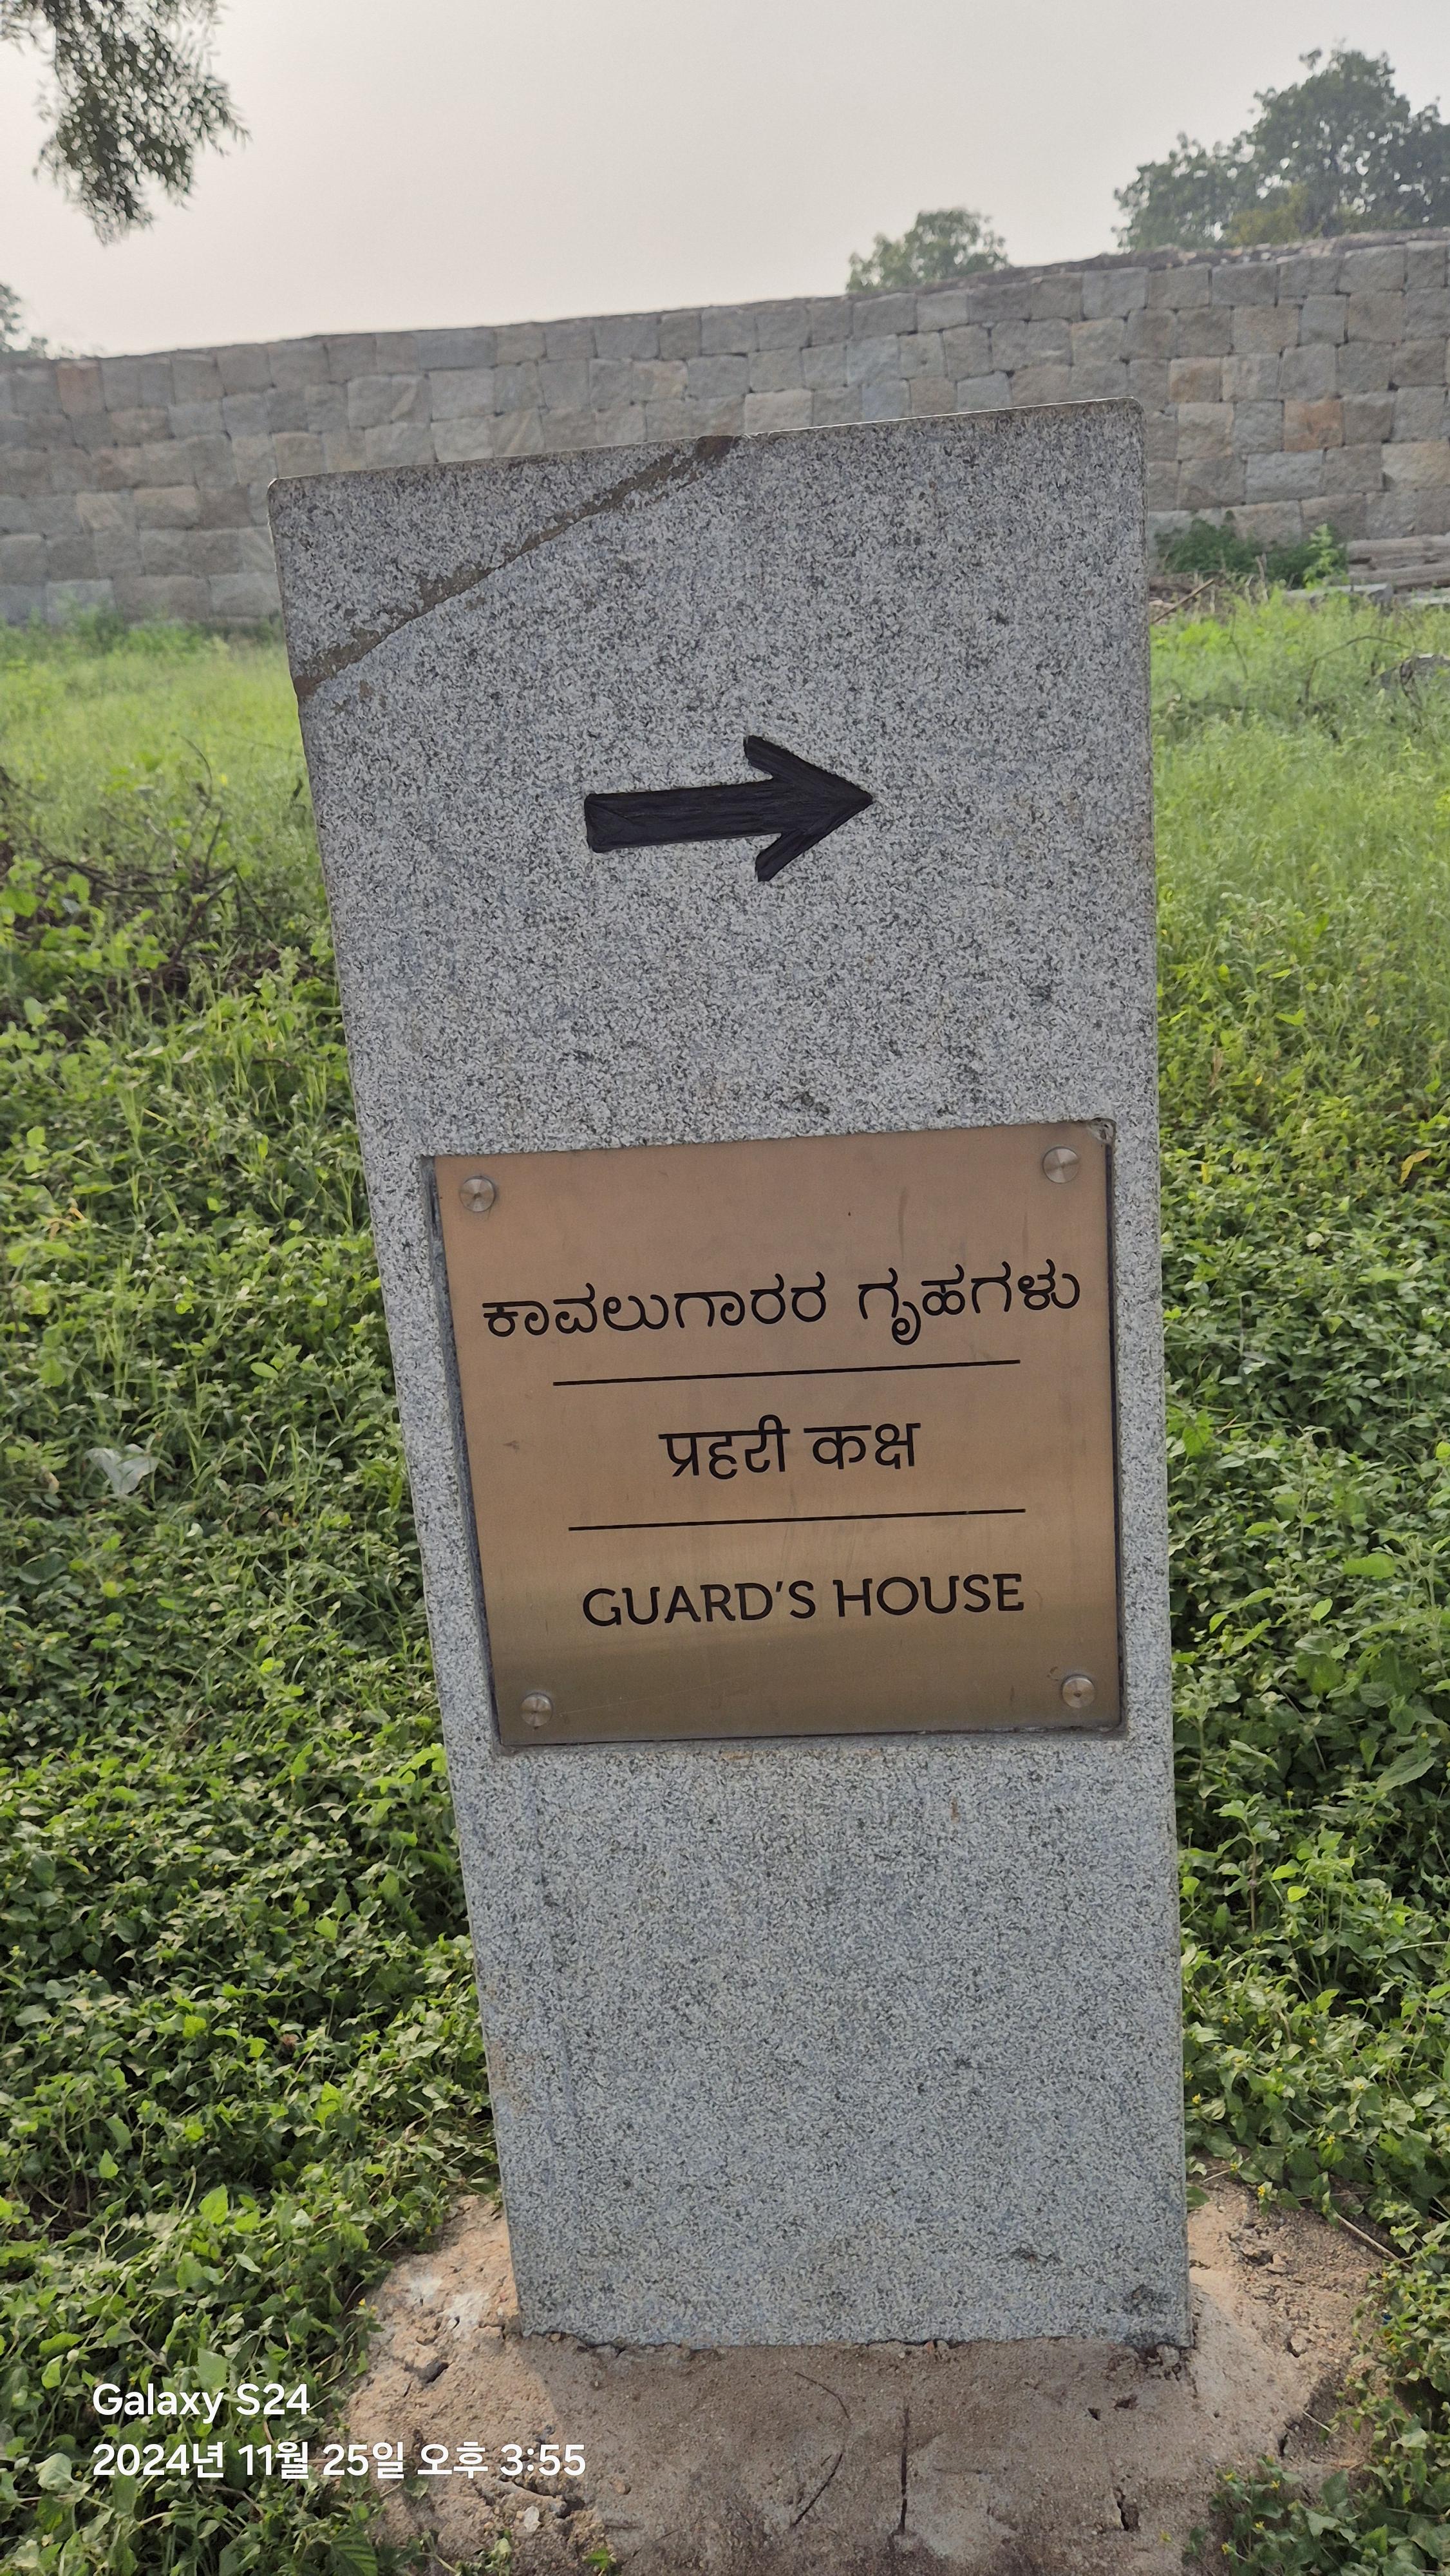 ಕಾವಲುಗಾರರ ಗೃಹಗಳು
प्रहरी कक्ष
GUARD'S HOUSE
Galaxy S24
2024년 11월 25일 오후 3:55